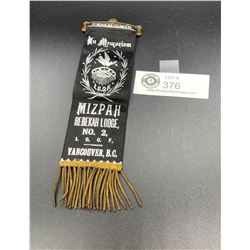 In Memoriam
MIZPAH
REBEKAH LODGE,
NO. 2,
I. O. O. F.
VANCOUVER, B.C.
LOT #
376